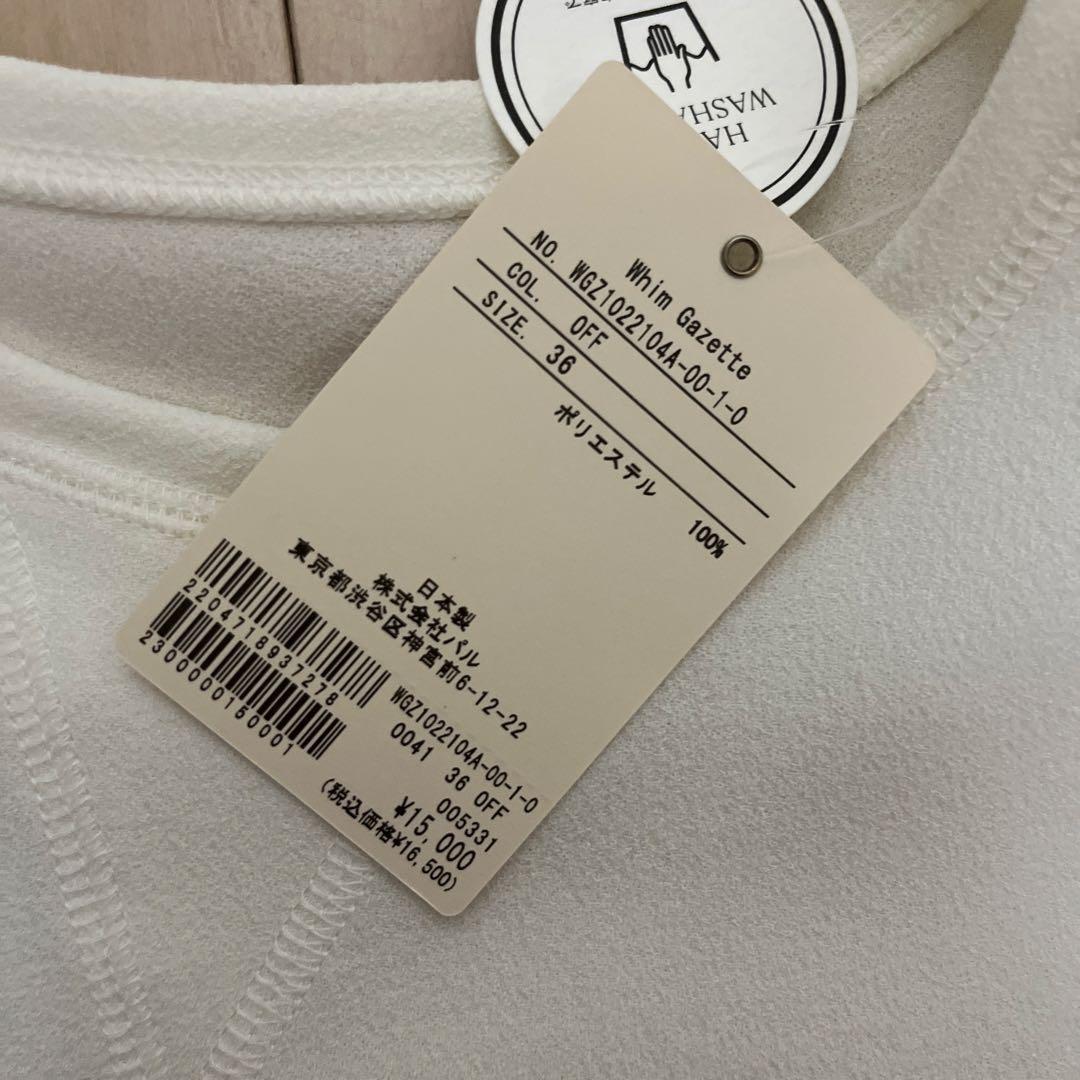 HA
WASHA
Whim Gazette
NO. WGZ1022104A-00-1-0
COL. OFF
SIZE. 36
ポリエステル 100%
日本製
株式会社パル
東京都渋谷区神宮前6-12-22
2204718937278
2300000150001
WGZ1022104A-00-1-0
0041 36 OFF
005331
¥15,000
(税込価格¥16,500)